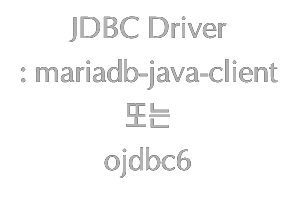 JDBC Driver
: mariadb-java-client
또는
ojdbc6